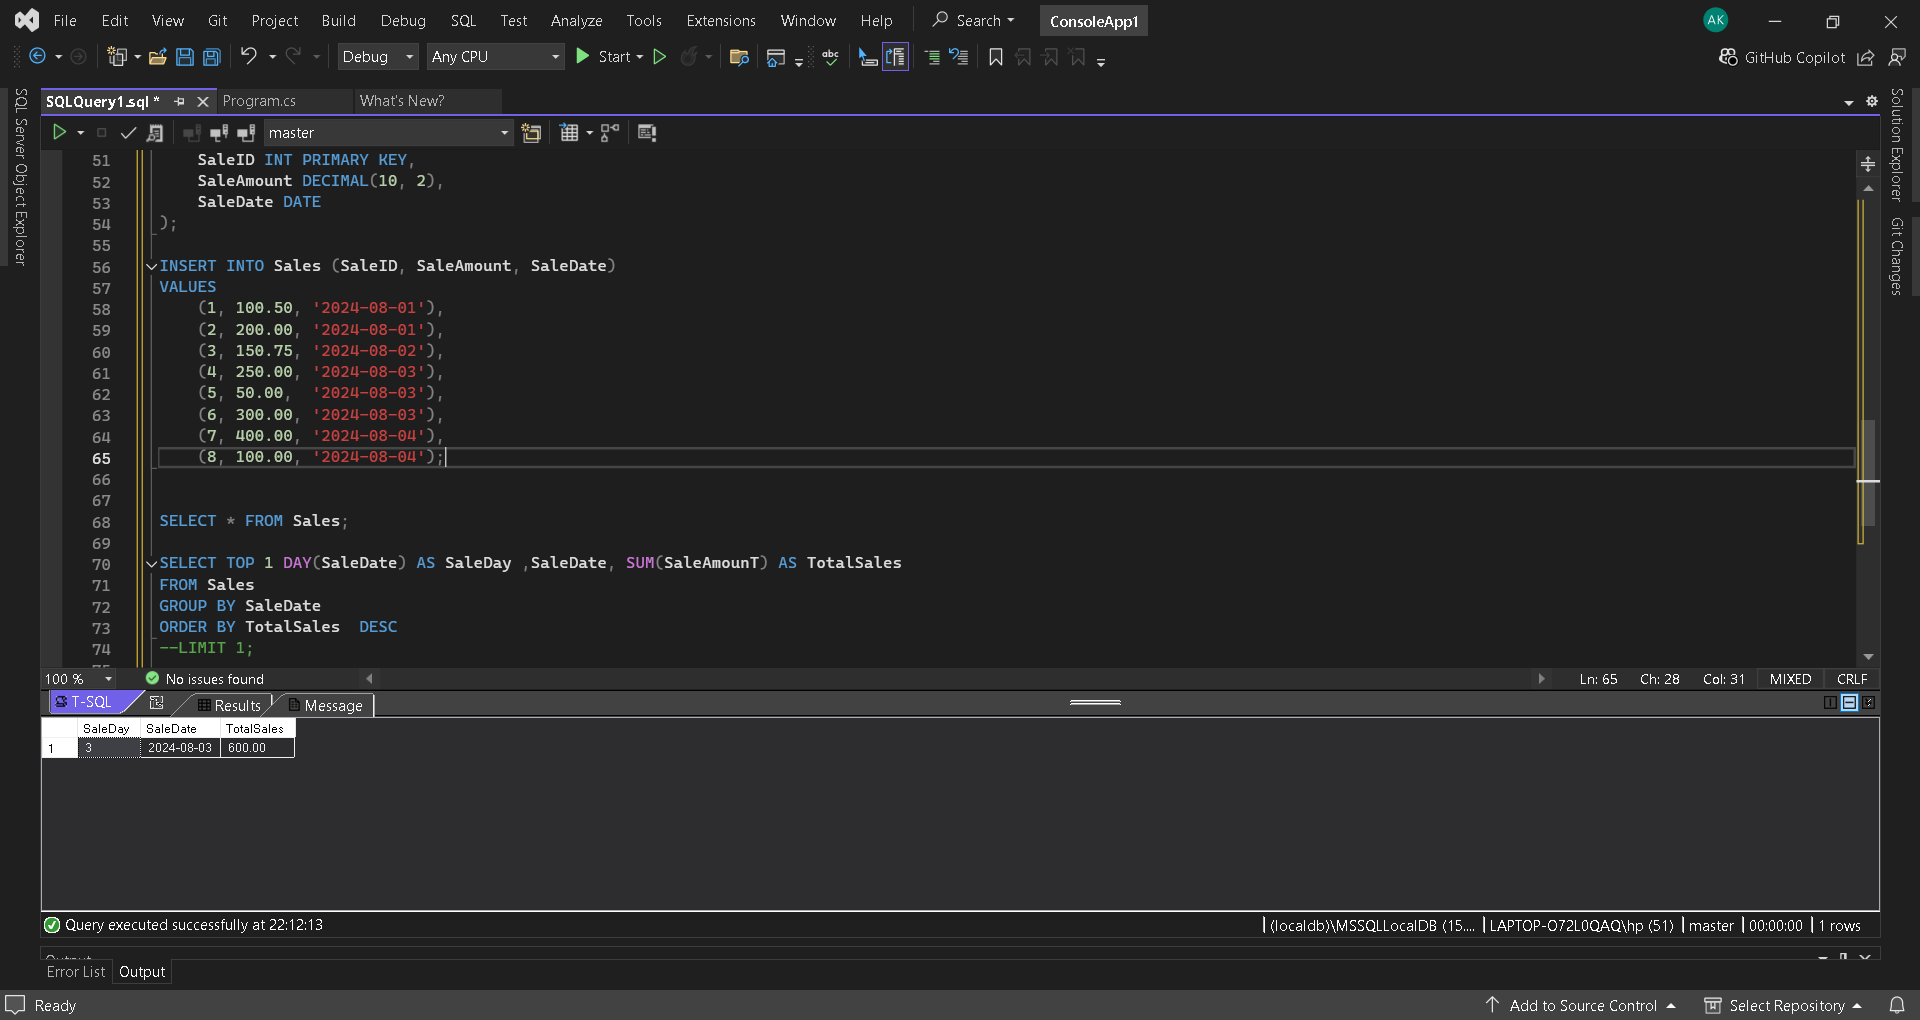 File Edit View Git Project Build Debug SQL Test Analyze Tools Extensions Window Help Search ConsoleApp1 AK
Debug Any CPU Start abc GitHub Copilot
SQLQuery1.sql * Program.cs What's New?
master
SQL Server Object Explorer
Solution Explorer
Git Changes
51 SaleID INT PRIMARY KEY,
52 SaleAmount DECIMAL(10, 2),
53 SaleDate DATE
54 );
55
56 INSERT INTO Sales (SaleID, SaleAmount, SaleDate)
57 VALUES
58 (1, 100.50, '2024-08-01'),
59 (2, 200.00, '2024-08-01'),
60 (3, 150.75, '2024-08-02'),
61 (4, 250.00, '2024-08-03'),
62 (5, 50.00,  '2024-08-03'),
63 (6, 300.00, '2024-08-03'),
64 (7, 400.00, '2024-08-04'),
65 (8, 100.00, '2024-08-04');
66
67
68 SELECT * FROM Sales;
69
70 SELECT TOP 1 DAY(SaleDate) AS SaleDay ,SaleDate, SUM(SaleAmounT) AS TotalSales
71 FROM Sales
72 GROUP BY SaleDate
73 ORDER BY TotalSales  DESC
74 --LIMIT 1;
75
100 % No issues found Ln: 65 Ch: 28 Col: 31 MIXED CRLF
T-SQL Results Message
SaleDay SaleDate TotalSales
1 3 2024-08-03 600.00
Query executed successfully at 22:12:13 (localdb)\MSSQLLocalDB (15.... LAPTOP-O72L0QAQ\hp (51) master 00:00:00 1 rows
Output
Error List Output
Ready Add to Source Control Select Repository